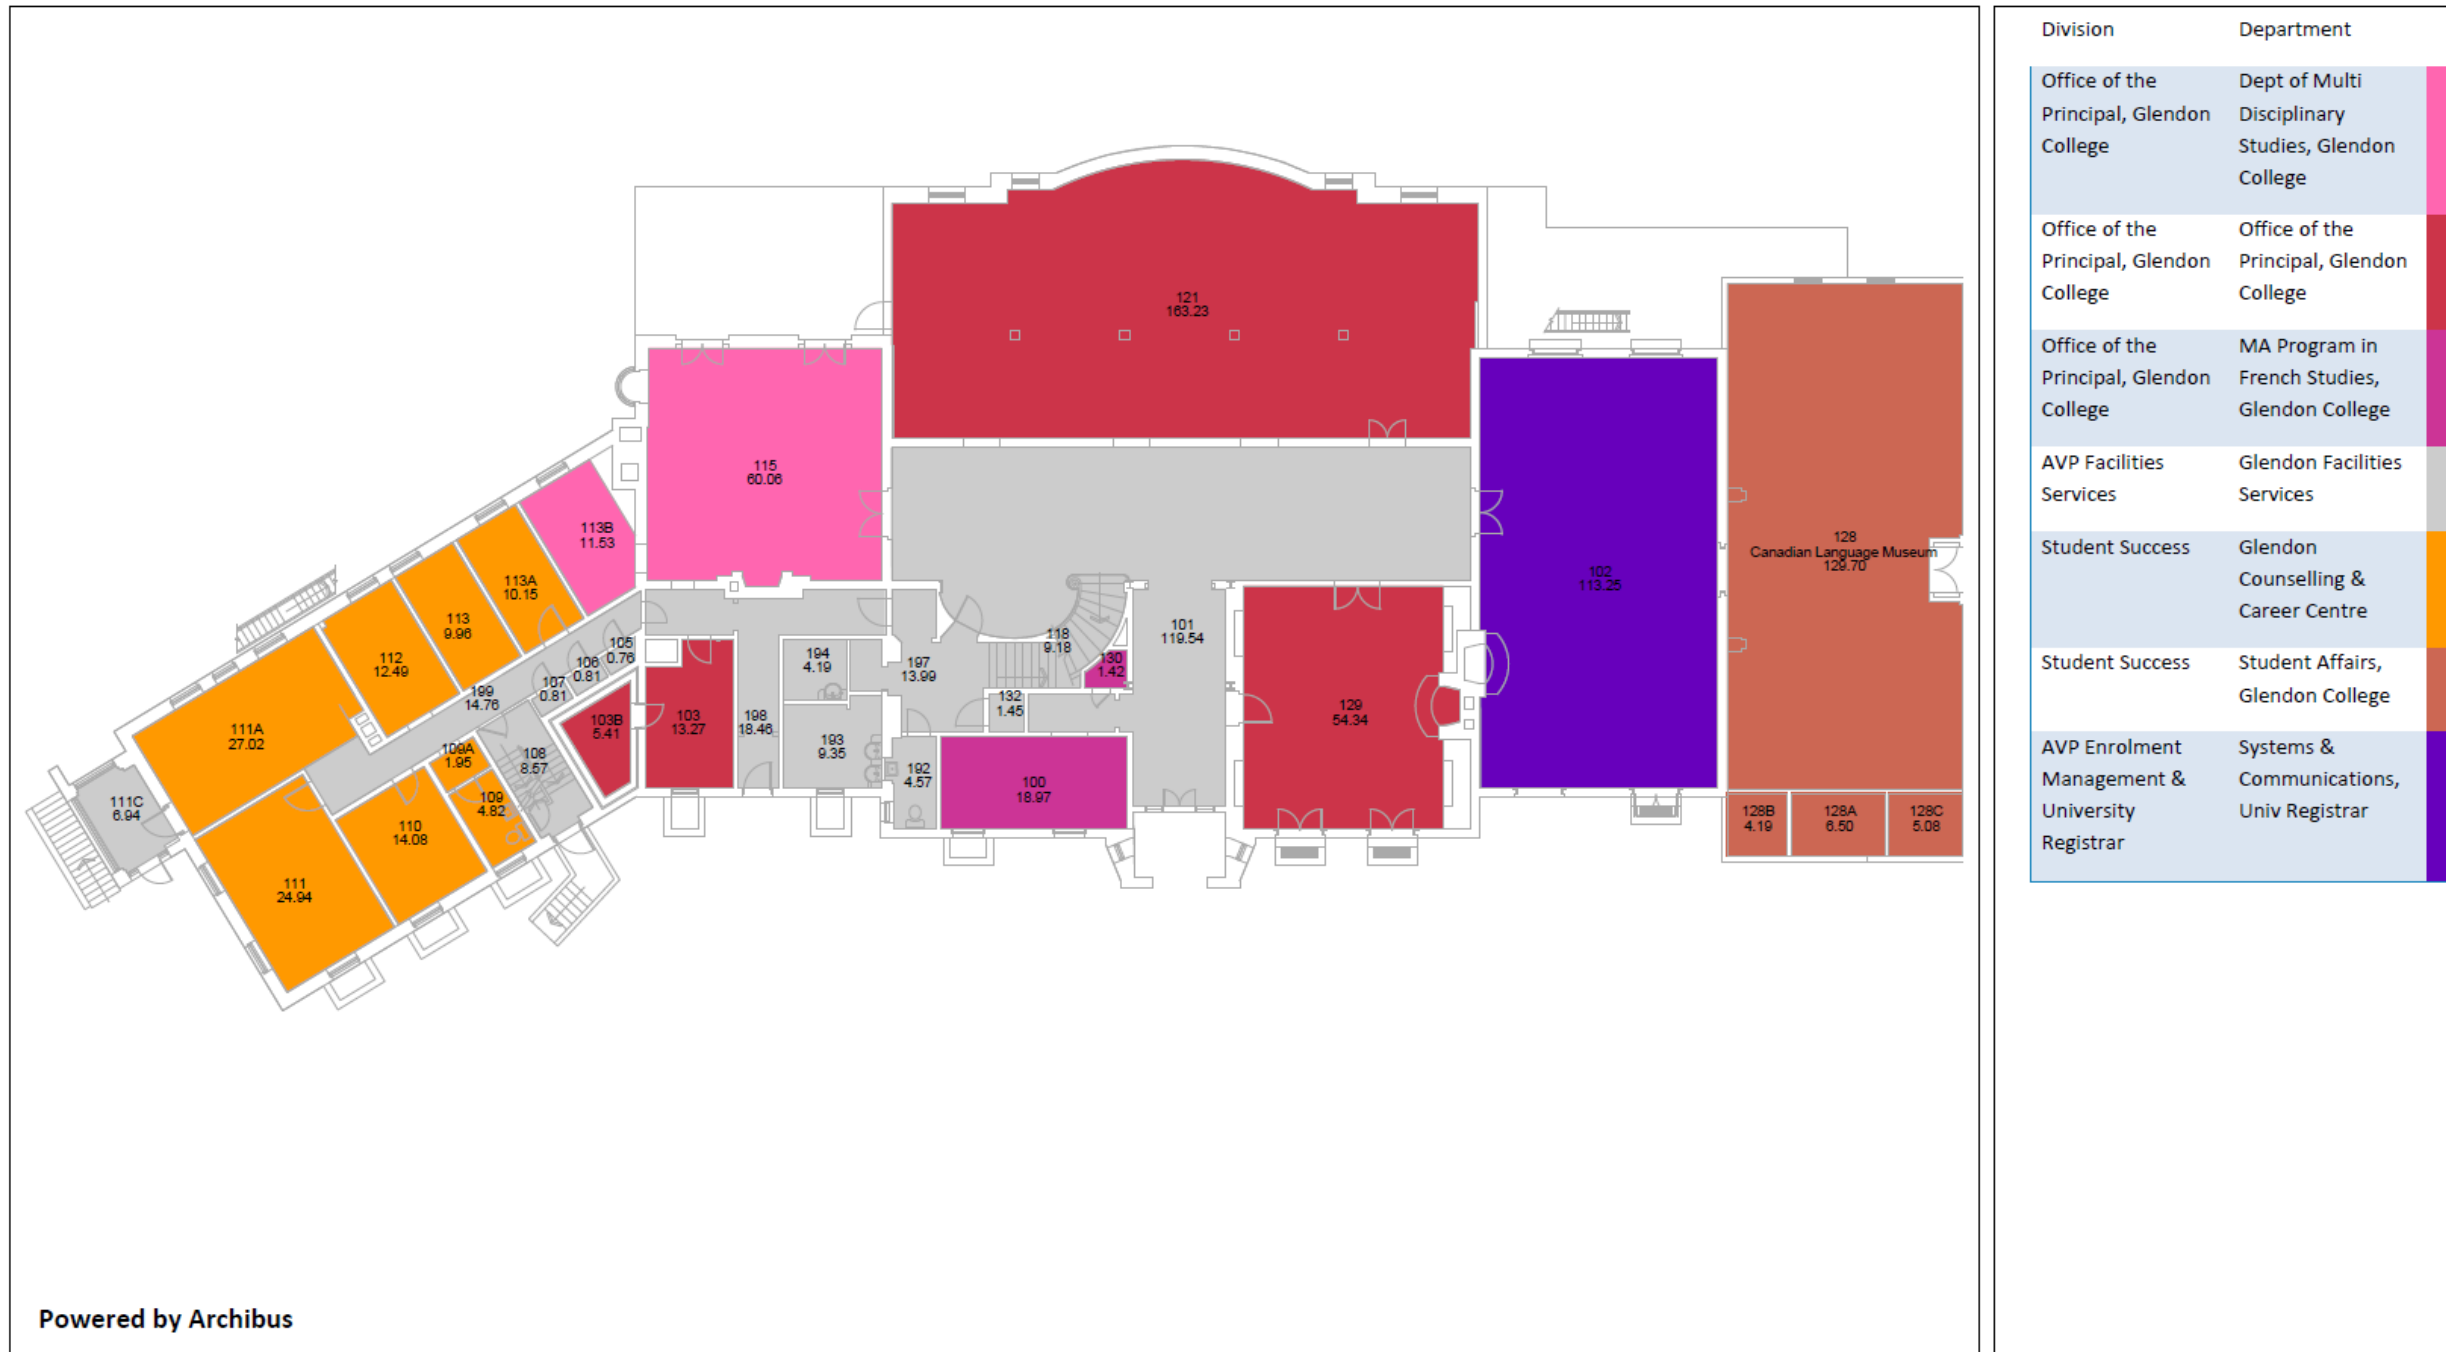 121
163.23
115
60.06
113B
11.53
113A
10.15
113
9.96
112
12.49
111A
27.02
199
14.76
107
0.81
106
0.81
105
0.76
111C
6.94
111
24.94
110
14.08
109A
1.95
109
4.82
108
8.57
103B
5.41
103
13.27
198
18.46
194
4.19
193
9.35
197
13.99
192
4.57
118
9.18
130
1.42
132
1.45
100
18.97
101
119.54
129
54.34
102
113.25
128
Canadian Language Museum
129.70
128B
4.19
128A
6.50
128C
5.08
Powered by Archibus
Division Department
Office of the Dept of Multi
Principal, Glendon Disciplinary
College Studies, Glendon
College
Office of the Office of the
Principal, Glendon Principal, Glendon
College College
Office of the MA Program in
Principal, Glendon French Studies,
College Glendon College
AVP Facilities Glendon Facilities
Services Services
Student Success Glendon
Counselling &
Career Centre
Student Success Student Affairs,
Glendon College
AVP Enrolment Systems &
Management & Communications,
University Univ Registrar
Registrar